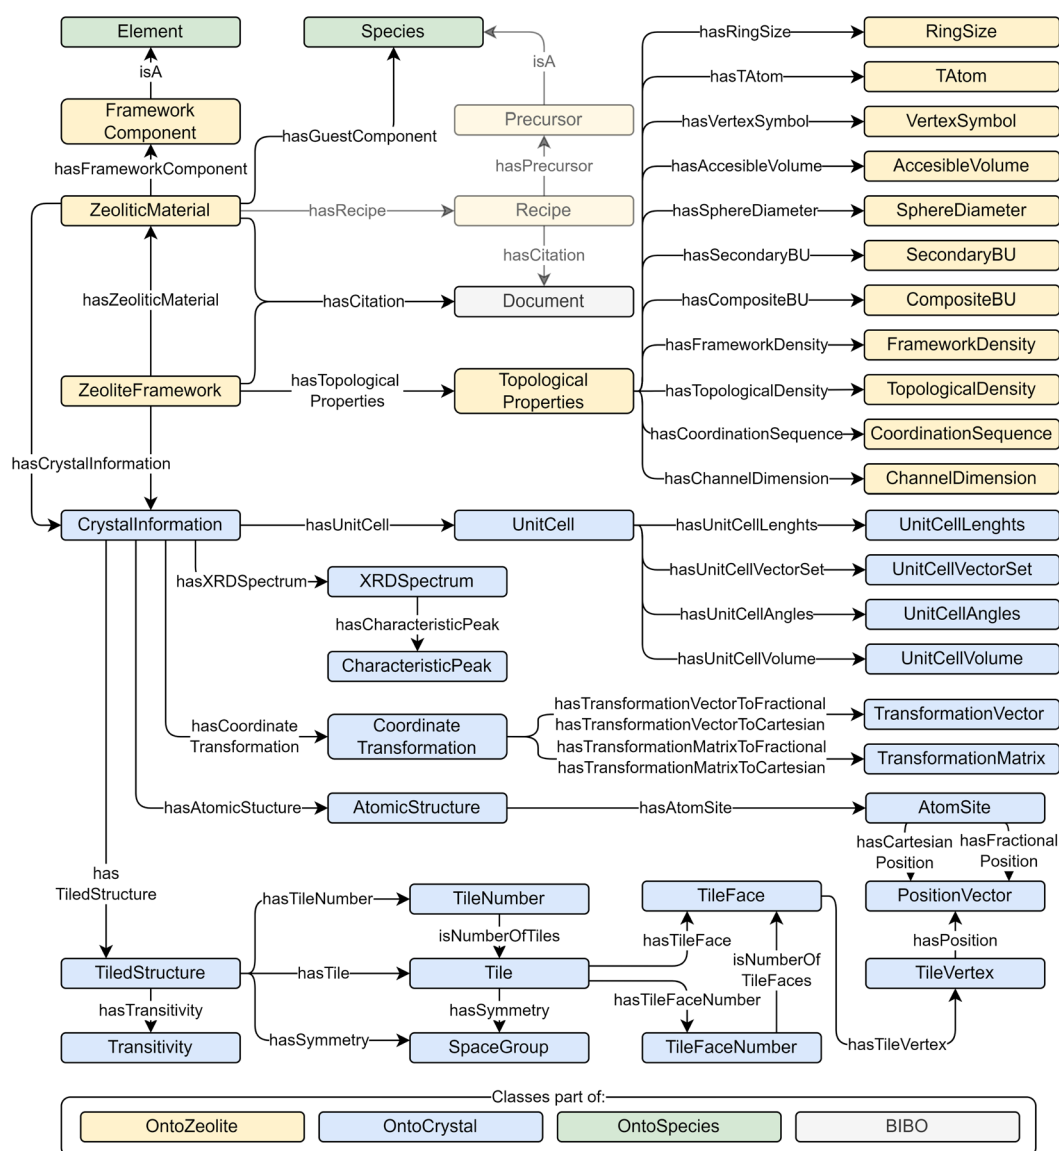 Element
Species
hasRingSize
RingSize
isA
isA
hasTAtom
TAtom
Framework
Component
Precursor
hasVertexSymbol
VertexSymbol
hasGuestComponent
hasFrameworkComponent
hasPrecursor
hasAccesibleVolume
AccesibleVolume
ZeoliticMaterial
hasRecipe
Recipe
hasSphereDiameter
SphereDiameter
hasCitation
hasSecondaryBU
SecondaryBU
hasZeoliticMaterial
hasCitation
Document
hasCompositeBU
CompositeBU
hasFrameworkDensity
FrameworkDensity
ZeoliteFramework
hasTopological
Properties
Topological
Properties
hasTopologicalDensity
TopologicalDensity
hasCoordinationSequence
CoordinationSequence
hasCrystalInformation
hasChannelDimension
ChannelDimension
CrystalInformation
hasUnitCell
UnitCell
hasUnitCellLenghts
UnitCellLenghts
hasXRDSpectrum
XRDSpectrum
hasUnitCellVectorSet
UnitCellVectorSet
hasCharacteristicPeak
hasUnitCellAngles
UnitCellAngles
CharacteristicPeak
hasUnitCellVolume
UnitCellVolume
hasCoordinate
Transformation
Coordinate
Transformation
hasTransformationVectorToFractional
hasTransformationVectorToCartesian
TransformationVector
hasTransformationMatrixToFractional
hasTransformationMatrixToCartesian
TransformationMatrix
hasAtomicStucture
AtomicStructure
hasAtomSite
AtomSite
hasCartesian
Position
hasFractional
Position
has
TiledStructure
hasTileNumber
TileNumber
TileFace
PositionVector
isNumberOfTiles
hasTileFace
isNumberOf
TileFaces
hasPosition
TiledStructure
hasTile
Tile
TileVertex
hasTransitivity
hasSymmetry
hasTileFaceNumber
Transitivity
hasSymmetry
SpaceGroup
TileFaceNumber
hasTileVertex
Classes part of:
OntoZeolite
OntoCrystal
OntoSpecies
BIBO